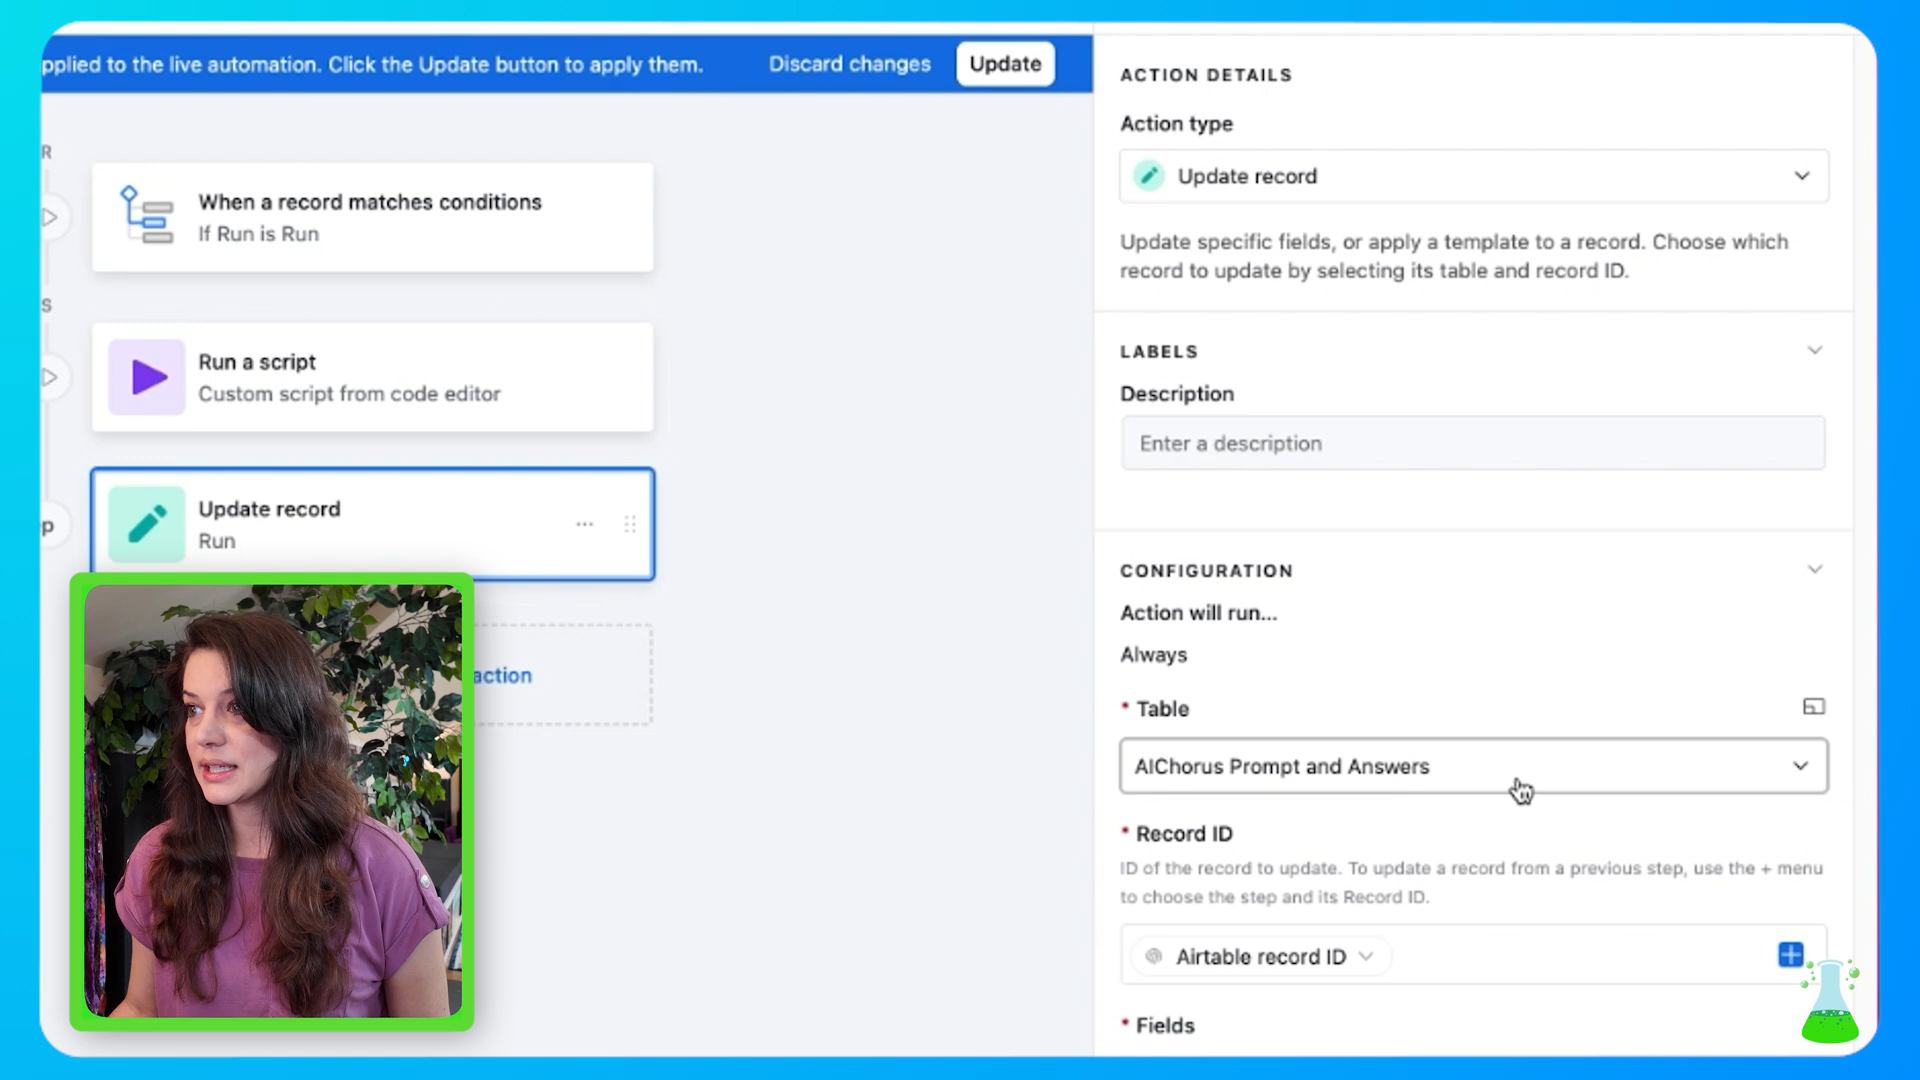 pplied to the live automation. Click the Update button to apply them.
Discard changes
Update
R
When a record matches conditions
If Run is Run
S
Run a script
Custom script from code editor
p
Update record
Run
action
ACTION DETAILS
Action type
Update record
Update specific fields, or apply a template to a record. Choose which
record to update by selecting its table and record ID.
LABELS
Description
Enter a description
CONFIGURATION
Action will run...
Always
* Table
AIChorus Prompt and Answers
* Record ID
ID of the record to update. To update a record from a previous step, use the + menu
to choose the step and its Record ID.
Airtable record ID
* Fields